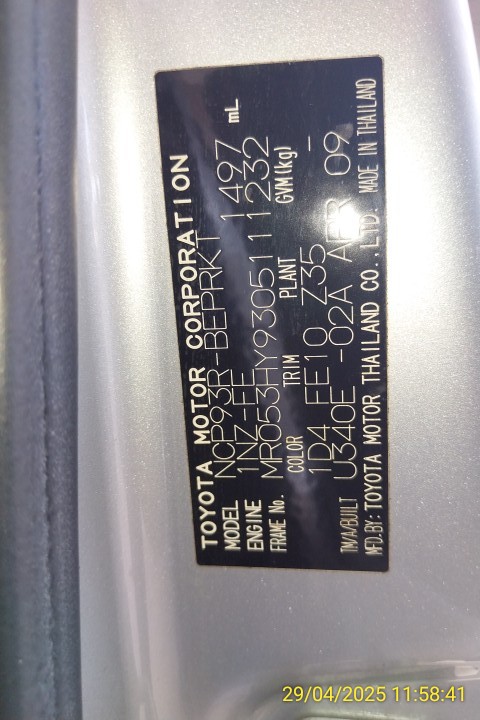 TOYOTA MOTOR CORPORATION
MODEL NCP93R-BEPRKT 1497 mL
ENGINE 1NZ-FE
FRAME No. MR053HY9305111232
COLOR TRIM PLANT GVM(kg)
1D4 FE10 Z35 -
TM/A/BUILT U340E -02A APR 09
MFD.BY: TOYOTA MOTOR THAILAND CO.,LTD. MADE IN THAILAND
29/04/2025 11:58:41